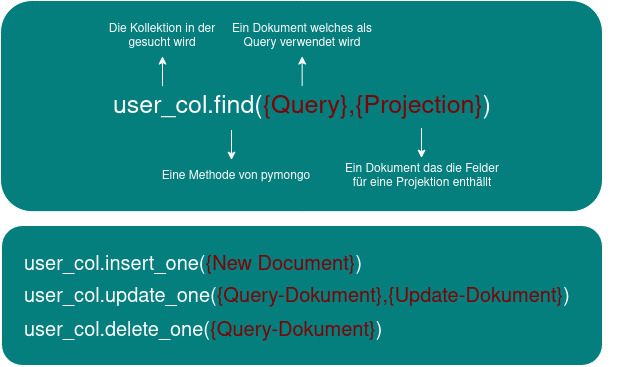 Die Kollektion in der
gesucht wird
Ein Dokument welches als
Query verwendet wird
user_col.find({Query},{Projection})
Eine Methode von pymongo
Ein Dokument das die Felder
für eine Projektion enthällt
user_col.insert_one({New Document})
user_col.update_one({Query-Dokument},{Update-Dokument})
user_col.delete_one({Query-Dokument})